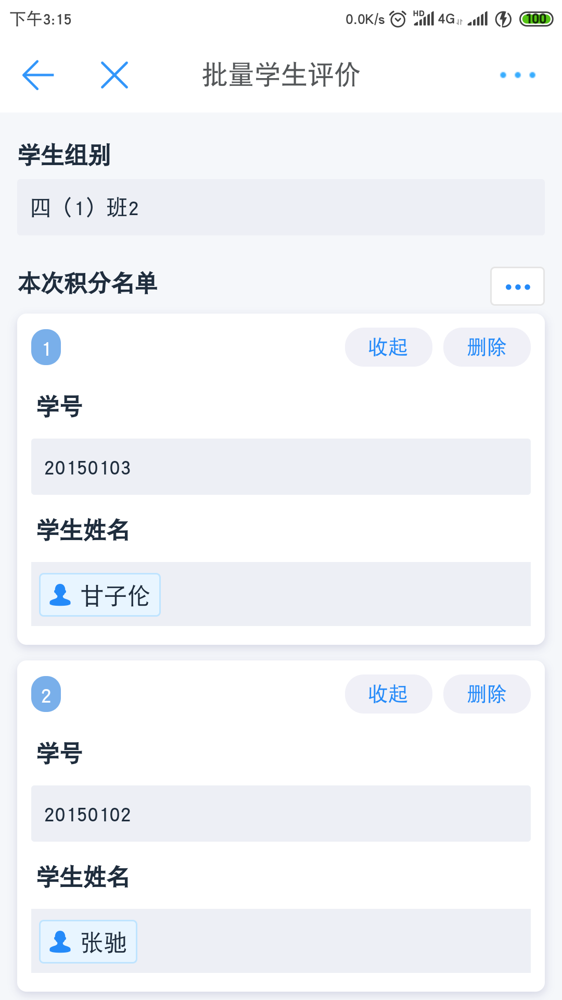 下午3:15 0.0K/s HD 4G 100
批量学生评价
学生组别
四（1）班2
本次积分名单
1 收起 删除
学号
20150103
学生姓名
甘子伦
2 收起 删除
学号
20150102
学生姓名
张驰